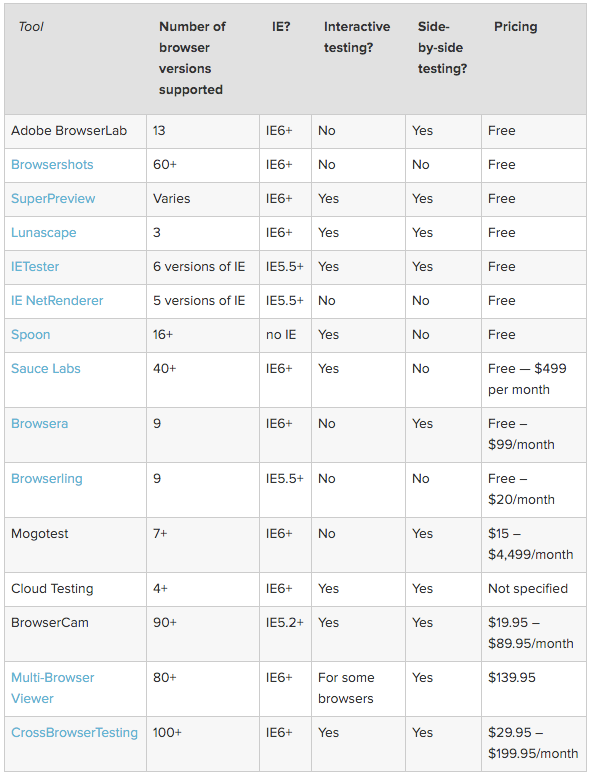 Tool Number of browser versions supported IE? Interactive testing? Side-by-side testing? Pricing
Adobe BrowserLab 13 IE6+ No Yes Free
Browsershots 60+ IE6+ No No Free
SuperPreview Varies IE6+ Yes Yes Free
Lunascape 3 IE6+ Yes Yes Free
IETester 6 versions of IE IE5.5+ Yes Yes Free
IE NetRenderer 5 versions of IE IE5.5+ No No Free
Spoon 16+ no IE Yes No Free
Sauce Labs 40+ IE6+ Yes No Free — $499 per month
Browsera 9 IE6+ No Yes Free – $99/month
Browserling 9 IE5.5+ No No Free – $20/month
Mogotest 7+ IE6+ No Yes $15 – $4,499/month
Cloud Testing 4+ IE6+ Yes Yes Not specified
BrowserCam 90+ IE5.2+ Yes Yes $19.95 – $89.95/month
Multi-Browser Viewer 80+ IE6+ For some browsers Yes $139.95
CrossBrowserTesting 100+ IE6+ Yes Yes $29.95 – $199.95/month